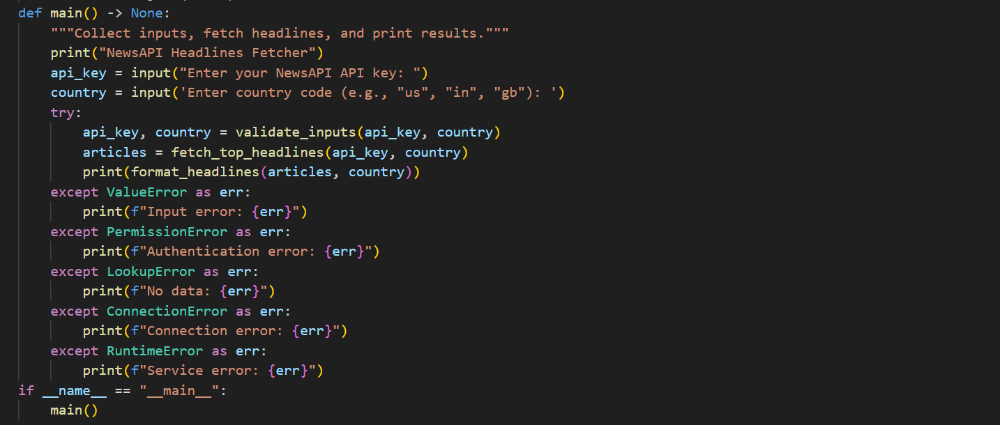 def main() -> None:
    """Collect inputs, fetch headlines, and print results."""
    print("NewsAPI Headlines Fetcher")
    api_key = input("Enter your NewsAPI API key: ")
    country = input('Enter country code (e.g., "us", "in", "gb"): ')
    try:
        api_key, country = validate_inputs(api_key, country)
        articles = fetch_top_headlines(api_key, country)
        print(format_headlines(articles, country))
    except ValueError as err:
        print(f"Input error: {err}")
    except PermissionError as err:
        print(f"Authentication error: {err}")
    except LookupError as err:
        print(f"No data: {err}")
    except ConnectionError as err:
        print(f"Connection error: {err}")
    except RuntimeError as err:
        print(f"Service error: {err}")
if __name__ == "__main__":
    main()